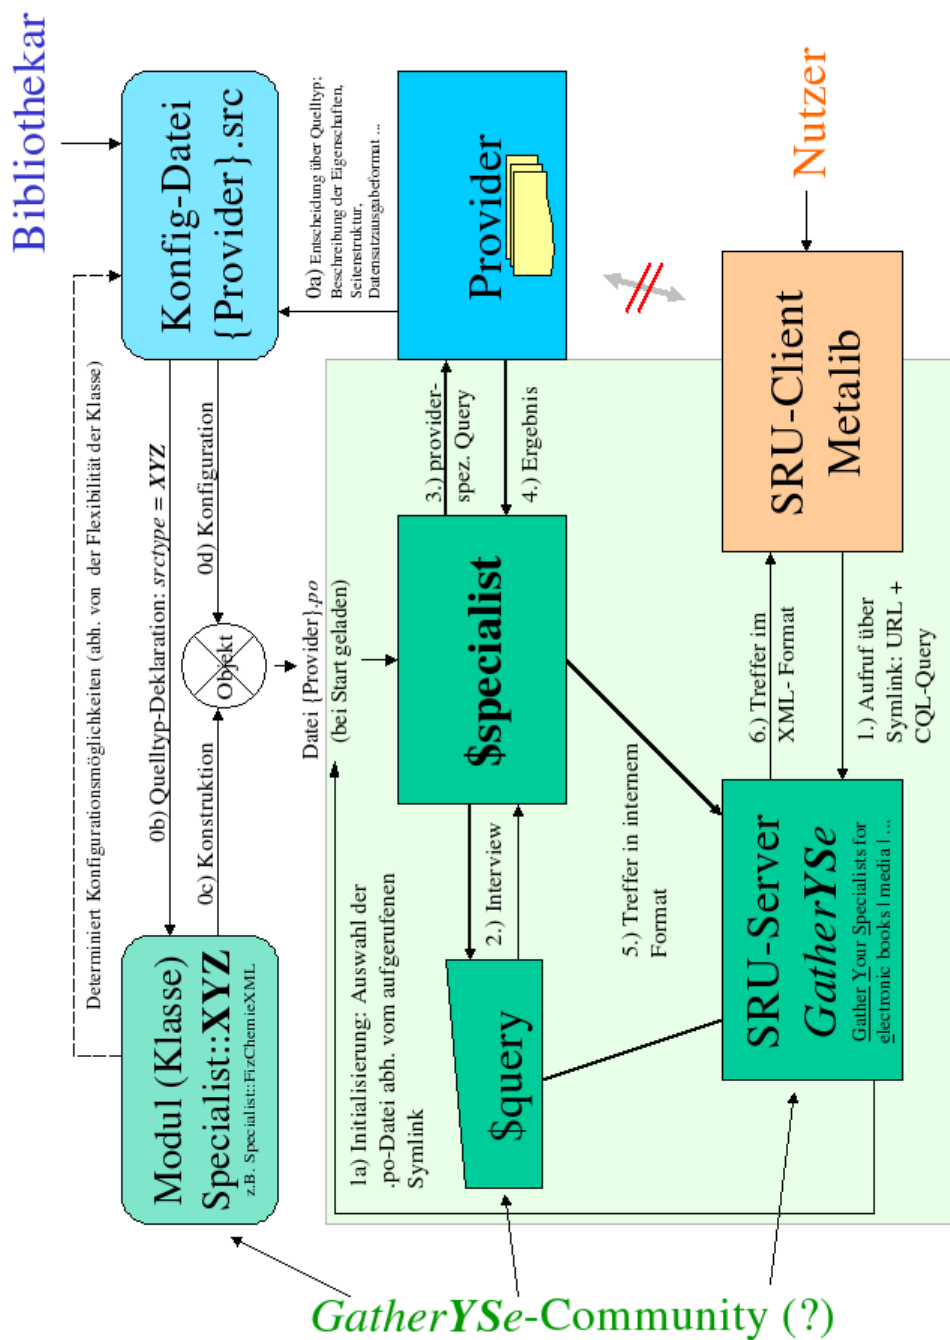 Bibliothekar
Konfig-Datei
{Provider}.src
Determiniert Konfigurationsmöglichkeiten (abh. von der Flexibilität der Klasse)
Modul (Klasse)
Specialist::XYZ
z.B. Specialist::FizChemieXML
0b) Quelltyp-Deklaration: srctype = XYZ
0c) Konstruktion
Objekt
0d) Konfiguration
0a) Entscheidung über Quelltyp;
Beschreibung der Eigenschaften,
Seitenstruktur,
Datensatzausgabeformat ...
Datei {Provider}.po
(bei Start geladen)
1a) Initialisierung: Auswahl der
.po-Datei abh. vom aufgerufenen
Symlink
$query
2.) Interview
$specialist
3.) provider-
spez. Query
4.) Ergebnis
Provider
5.) Treffer in internem
Format
SRU-Server
GatherYSe
Gather Your Specialists for
electronic books | media | ...
6.) Treffer im
XML- Format
1.) Aufruf über
Symlink: URL +
CQL-Query
SRU-Client
Metalib
Nutzer
GatherYSe-Community (?)